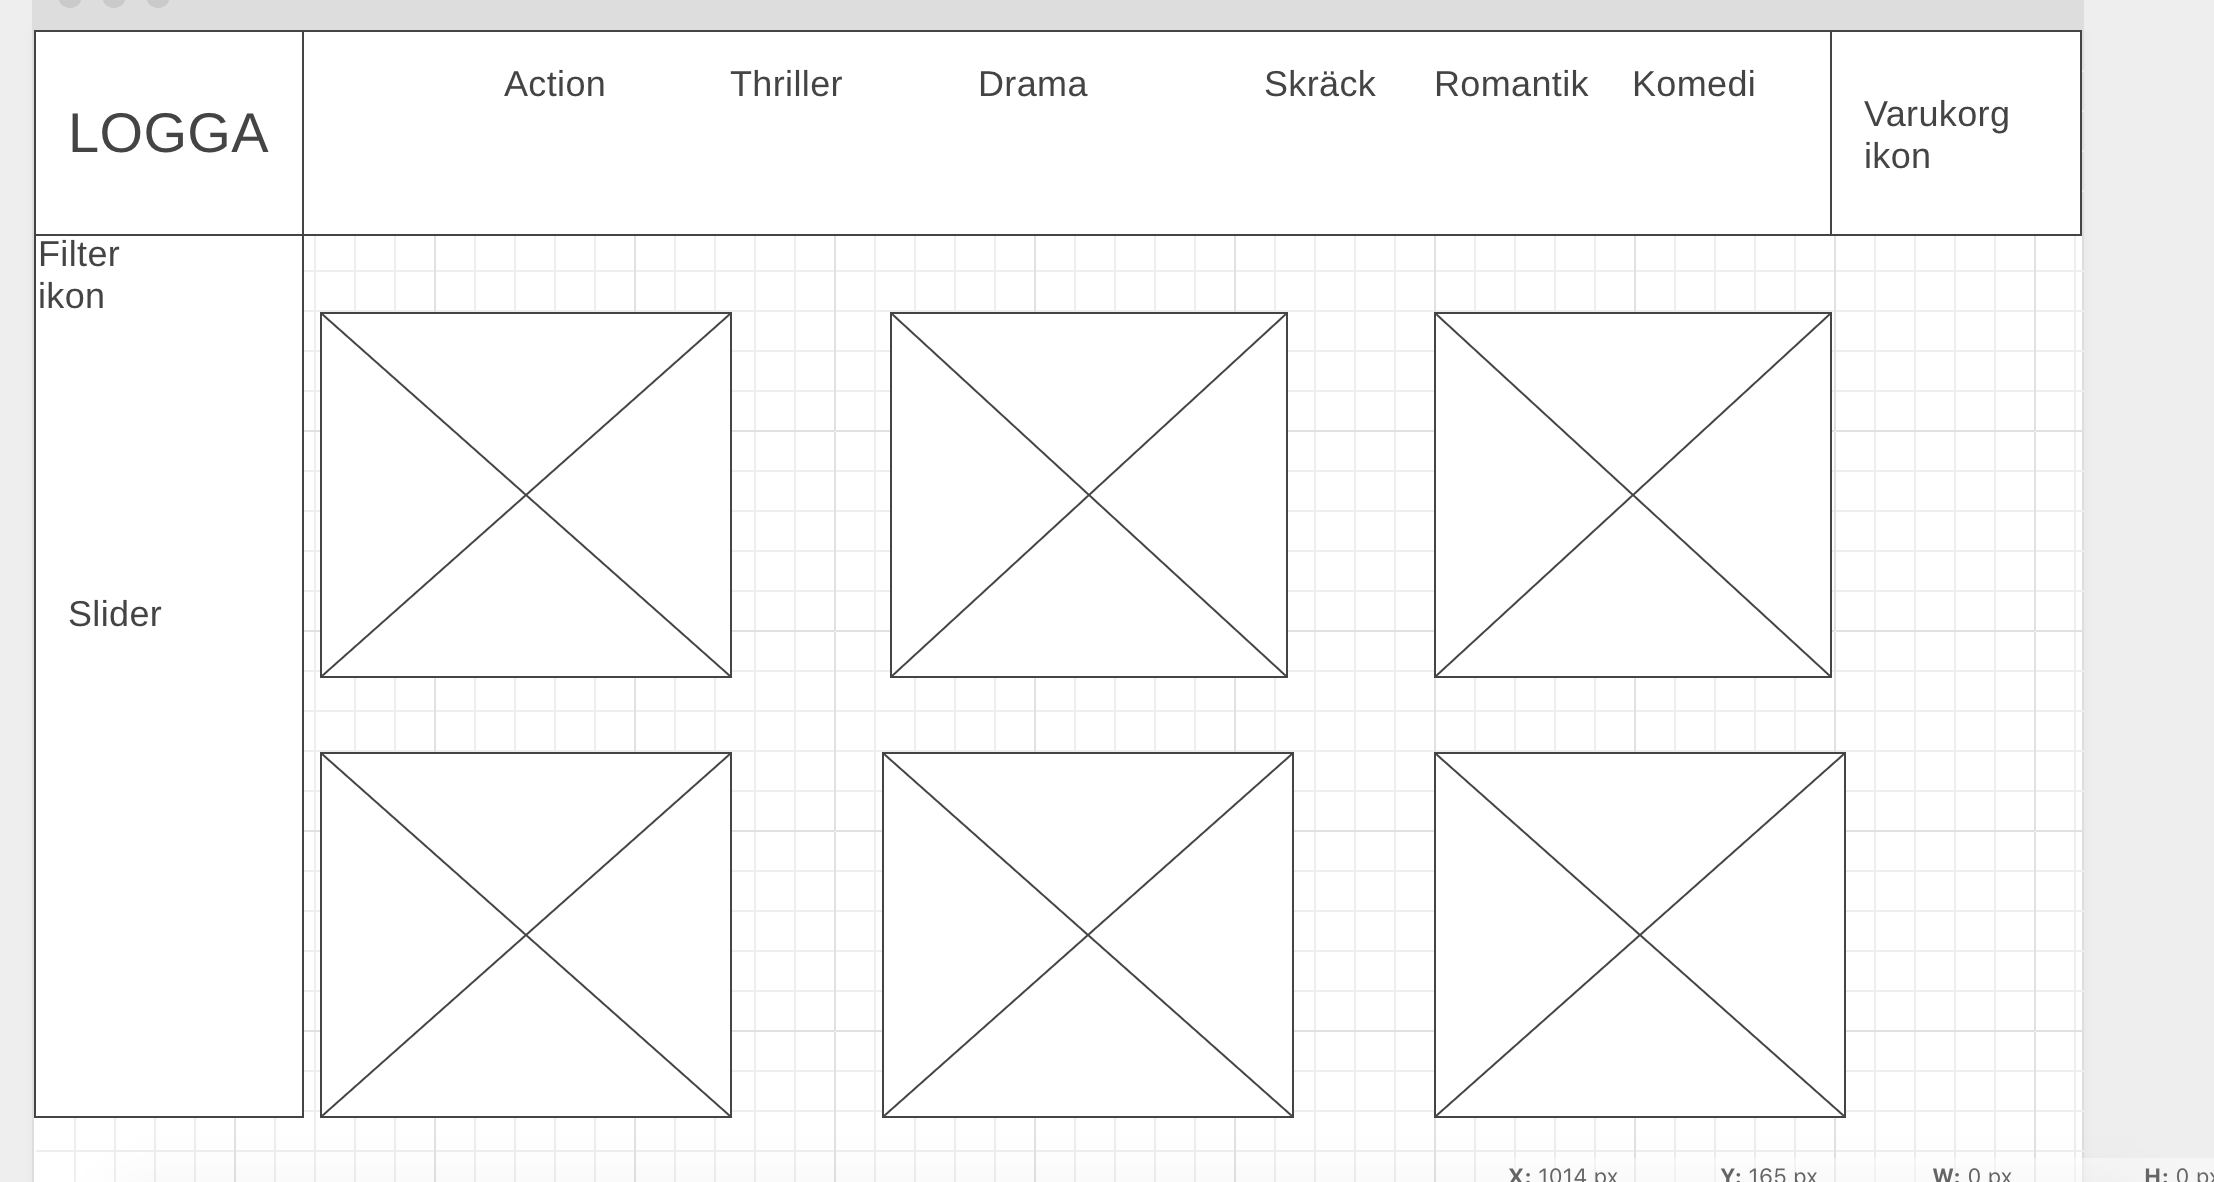 Action Thriller Drama Skräck Romantik Komedi
LOGGA
Varukorg
ikon
Filter
ikon
Slider
X: 1014 px Y: 165 px W: 0 px H: 0 px